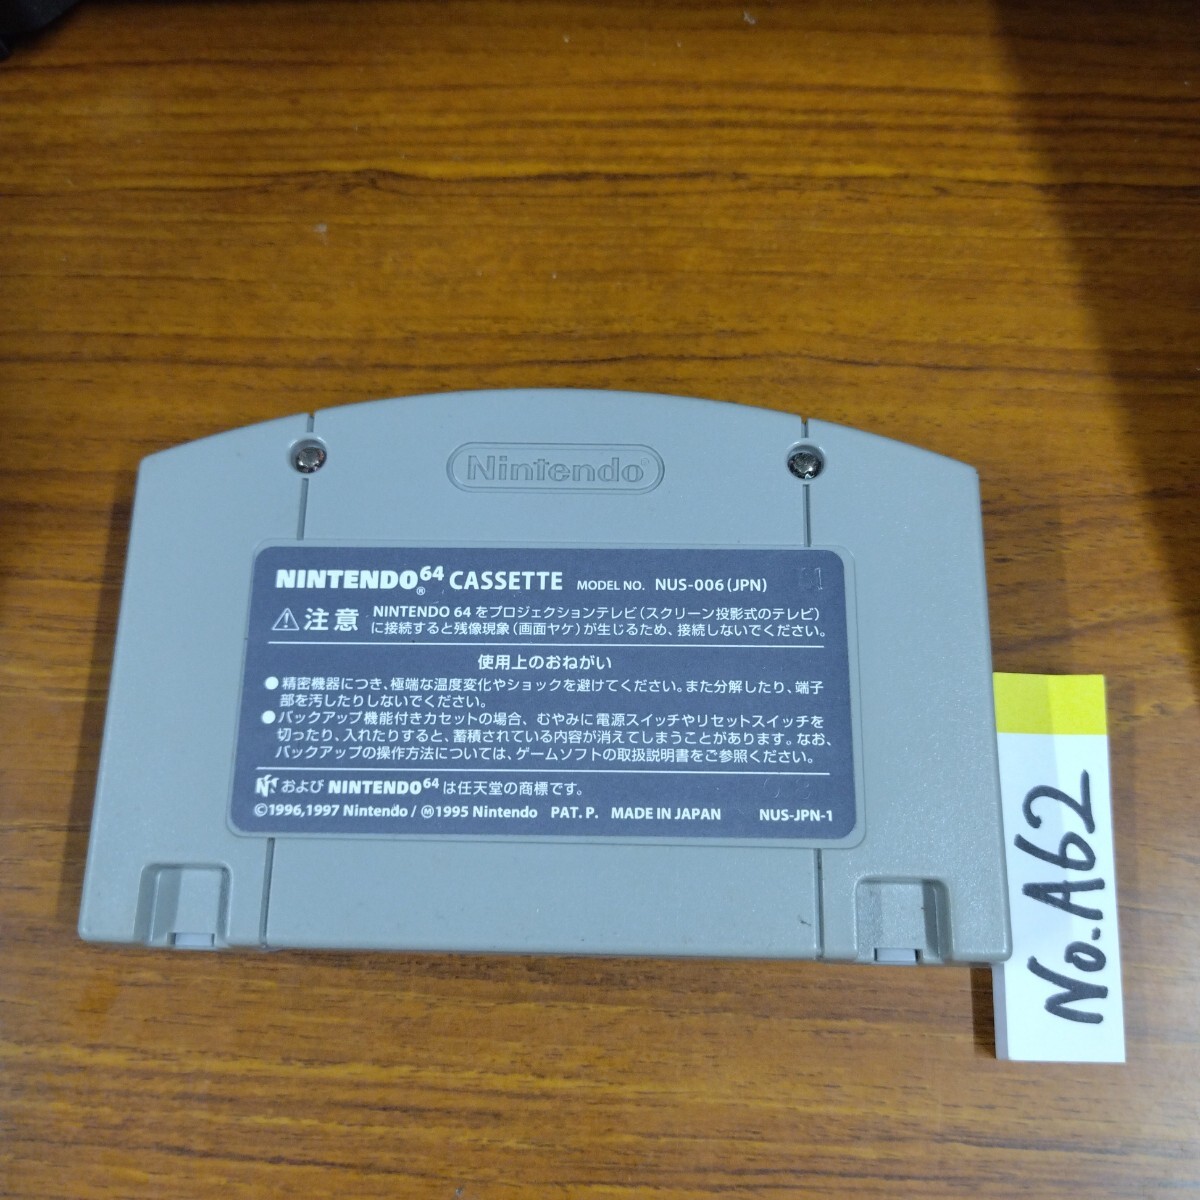 Nintendo®
NINTENDO64® CASSETTE MODEL NO. NUS-006(JPN)
注意 NINTENDO 64をプロジェクションテレビ(スクリーン投影式のテレビ)
に接続すると残像現象(画面ヤケ)が生じるため、接続しないでください。
使用上のおねがい
●精密機器につき、極端な温度変化やショックを避けてください。また分解したり、端子
部を汚したりしないでください。
●バックアップ機能付きカセットの場合、むやみに電源スイッチやリセットスイッチを
切ったり、入れたりすると、蓄積されている内容が消えてしまうことがあります。なお、
バックアップの操作方法については、ゲームソフトの取扱説明書をご参照ください。
および NINTENDO64 は任天堂の商標です。
©1996,1997 Nintendo / Ⓜ1995 Nintendo PAT. P. MADE IN JAPAN NUS-JPN-1
No.A62